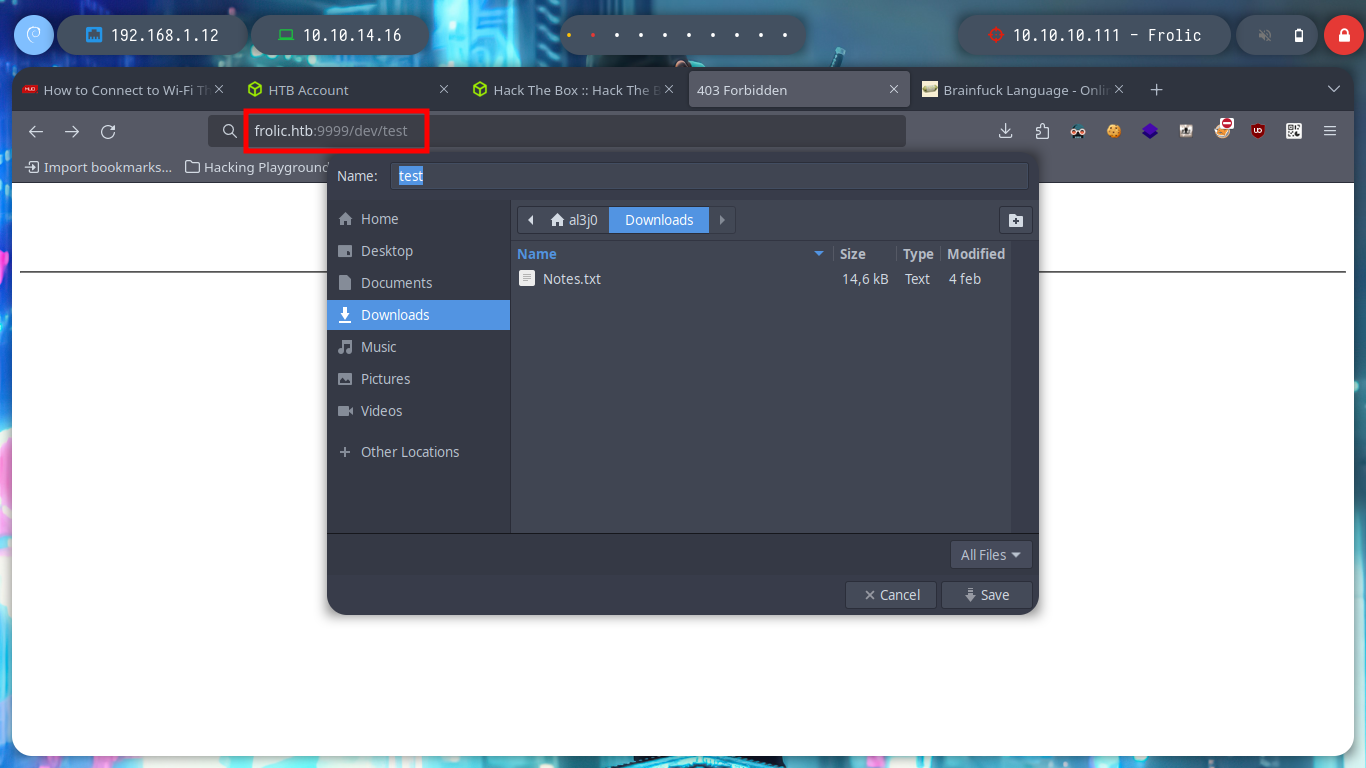 192.168.1.12
10.10.14.16
10.10.10.111 - Frolic
How to Connect to Wi-Fi Th
HTB Account
Hack The Box :: Hack The B
403 Forbidden
Brainfuck Language - Onli
frolic.htb:9999/dev/test
Import bookmarks...
Hacking Playground
Name:
test
Home
Desktop
Documents
Downloads
Music
Pictures
Videos
Other Locations
al3j0
Downloads
Name
Size
Type
Modified
Notes.txt
14,6 kB
Text
4 feb
All Files
Cancel
Save